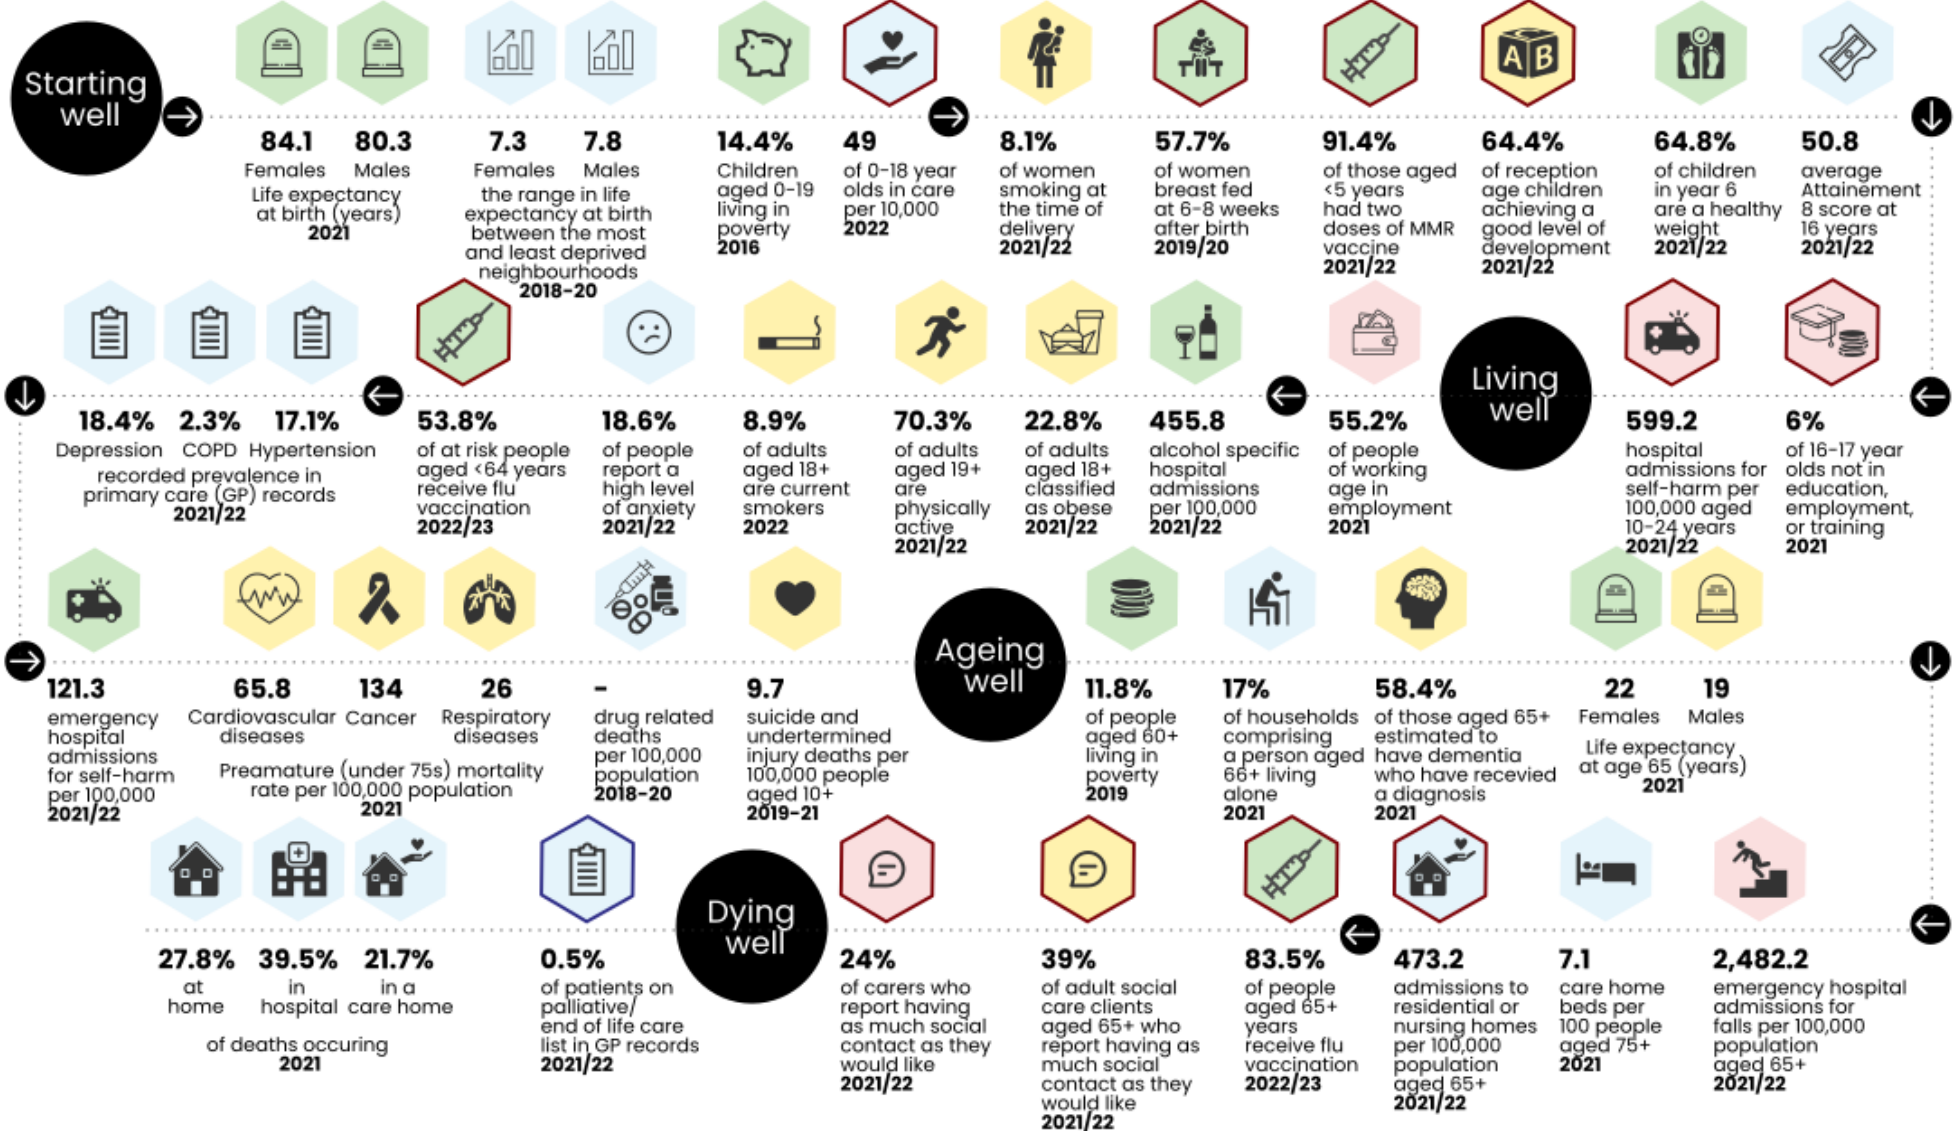 Starting
well
84.1
Females
80.3
Males
Life expectancy
at birth (years)
2021
7.3
Females
7.8
Males
the range in life
expectancy at birth
between the most
and least deprived
neighbourhoods
2018-20
14.4%
Children
aged 0-19
living in
poverty
2016
49
of 0-18 year
olds in care
per 10,000
2022
8.1%
of women
smoking at
the time of
delivery
2021/22
57.7%
of women
breast fed
at 6-8 weeks
after birth
2019/20
91.4%
of those aged
<5 years
had two
doses of MMR
vaccine
2021/22
A B
64.4%
of reception
age children
achieving a
good level of
development
2021/22
64.8%
of children
in year 6
are a healthy
weight
2021/22
50.8
average
Attainement
8 score at
16 years
2021/22
6%
of 16-17 year
olds not in
education,
employment,
or training
2021
599.2
hospital
admissions for
self-harm per
100,000 aged
10-24 years
2021/22
Living
well
55.2%
of people
of working
age in
employment
2021
455.8
alcohol specific
hospital
admissions
per 100,000
2021/22
22.8%
of adults
aged 18+
classified
as obese
2021/22
70.3%
of adults
aged 19+
are
physically
active
2021/22
8.9%
of adults
aged 18+
are current
smokers
2022
18.6%
of people
report a
high level
of anxiety
2021/22
53.8%
of at risk people
aged <64 years
receive flu
vaccination
2022/23
18.4%
Depression
2.3%
COPD
17.1%
Hypertension
recorded prevalence in
primary care (GP) records
2021/22
121.3
emergency
hospital
admissions
for self-harm
per 100,000
2021/22
65.8
Cardiovascular
diseases
134
Cancer
26
Respiratory
diseases
Preamature (under 75s) mortality
rate per 100,000 population
2021
-
drug related
deaths
per 100,000
population
2018-20
9.7
suicide and
undertermined
injury deaths per
100,000 people
aged 10+
2019-21
Ageing
well
11.8%
of people
aged 60+
living in
poverty
2019
17%
of households
comprising
a person aged
66+ living
alone
2021
58.4%
of those aged 65+
estimated to
have dementia
who have recevied
a diagnosis
2021
22
Females
19
Males
Life expectancy
at age 65 (years)
2021
2,482.2
emergency hospital
admissions for
falls per 100,000
population
aged 65+
2021/22
7.1
care home
beds per
100 people
aged 75+
2021
473.2
admissions to
residential or
nursing homes
per 100,000
population
aged 65+
2021/22
83.5%
of people
aged 65+
years
receive flu
vaccination
2022/23
39%
of adult social
care clients
aged 65+ who
report having as
much social
contact as they
would like
2021/22
24%
of carers who
report having
as much social
contact as they
would like
2021/22
Dying
well
0.5%
of patients on
palliative/
end of life care
list in GP records
2021/22
27.8%
at
home
39.5%
in
hospital
21.7%
in a
care home
of deaths occuring
2021